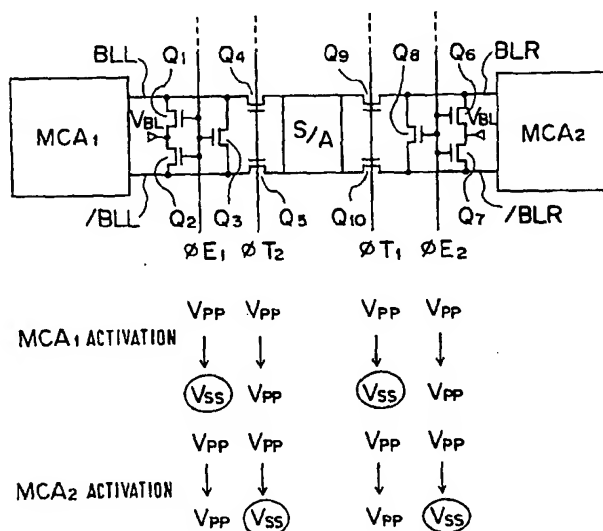 BLL Q1 Q4 Q9 Q8 Q6 BLR
MCA1 VBL S/A VBL MCA2
/BLL Q2 Q3 Q5 Q10 Q7 /BLR
ØE1 ØT2 ØT1 ØE2
VPP VPP VPP VPP
MCA1 ACTIVATION
VSS VPP VSS VPP
VPP VPP VPP VPP
MCA2 ACTIVATION
VPP VSS VPP VSS